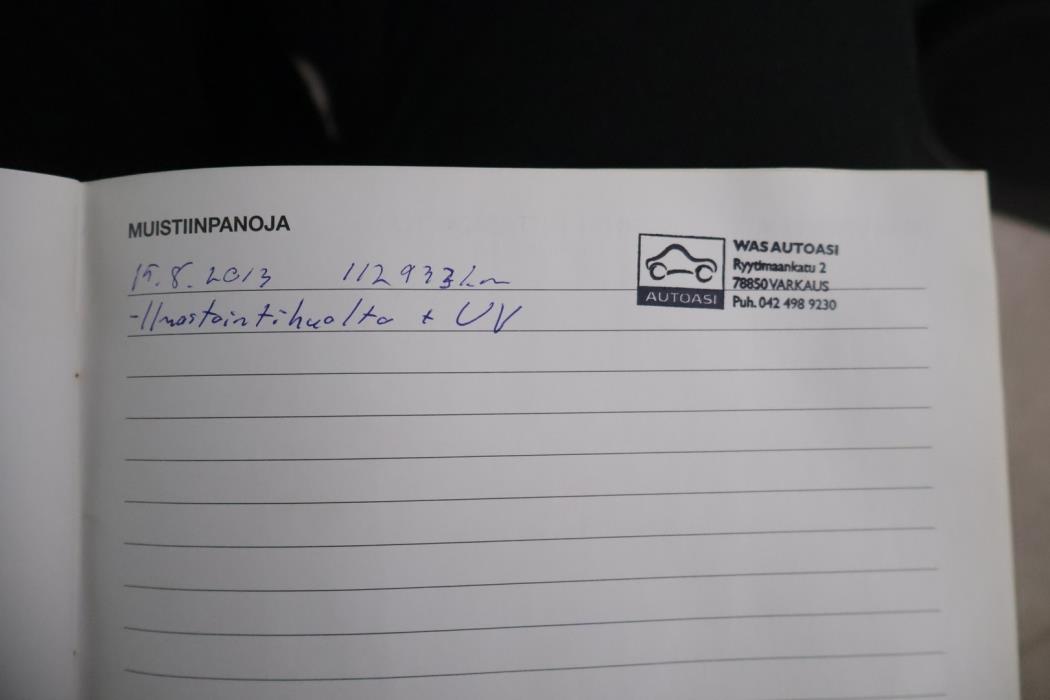 MUISTIINPANOJA
15.8.2013 112933km
-Ilmastointihuolto + UV
AUTOASI
WAS AUTOASI
Ryytimaankatu 2
78850 VARKAUS
Puh. 042 498 9230